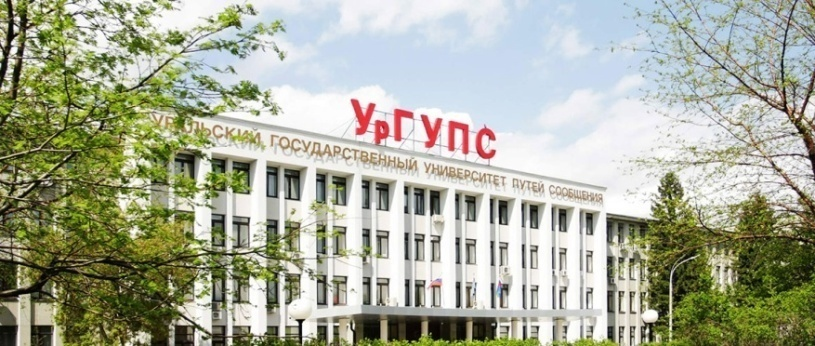 УрГУПС
УРАЛЬСКИЙ ГОСУДАРСТВЕННЫЙ УНИВЕРСИТЕТ ПУТЕЙ СООБЩЕНИЯ